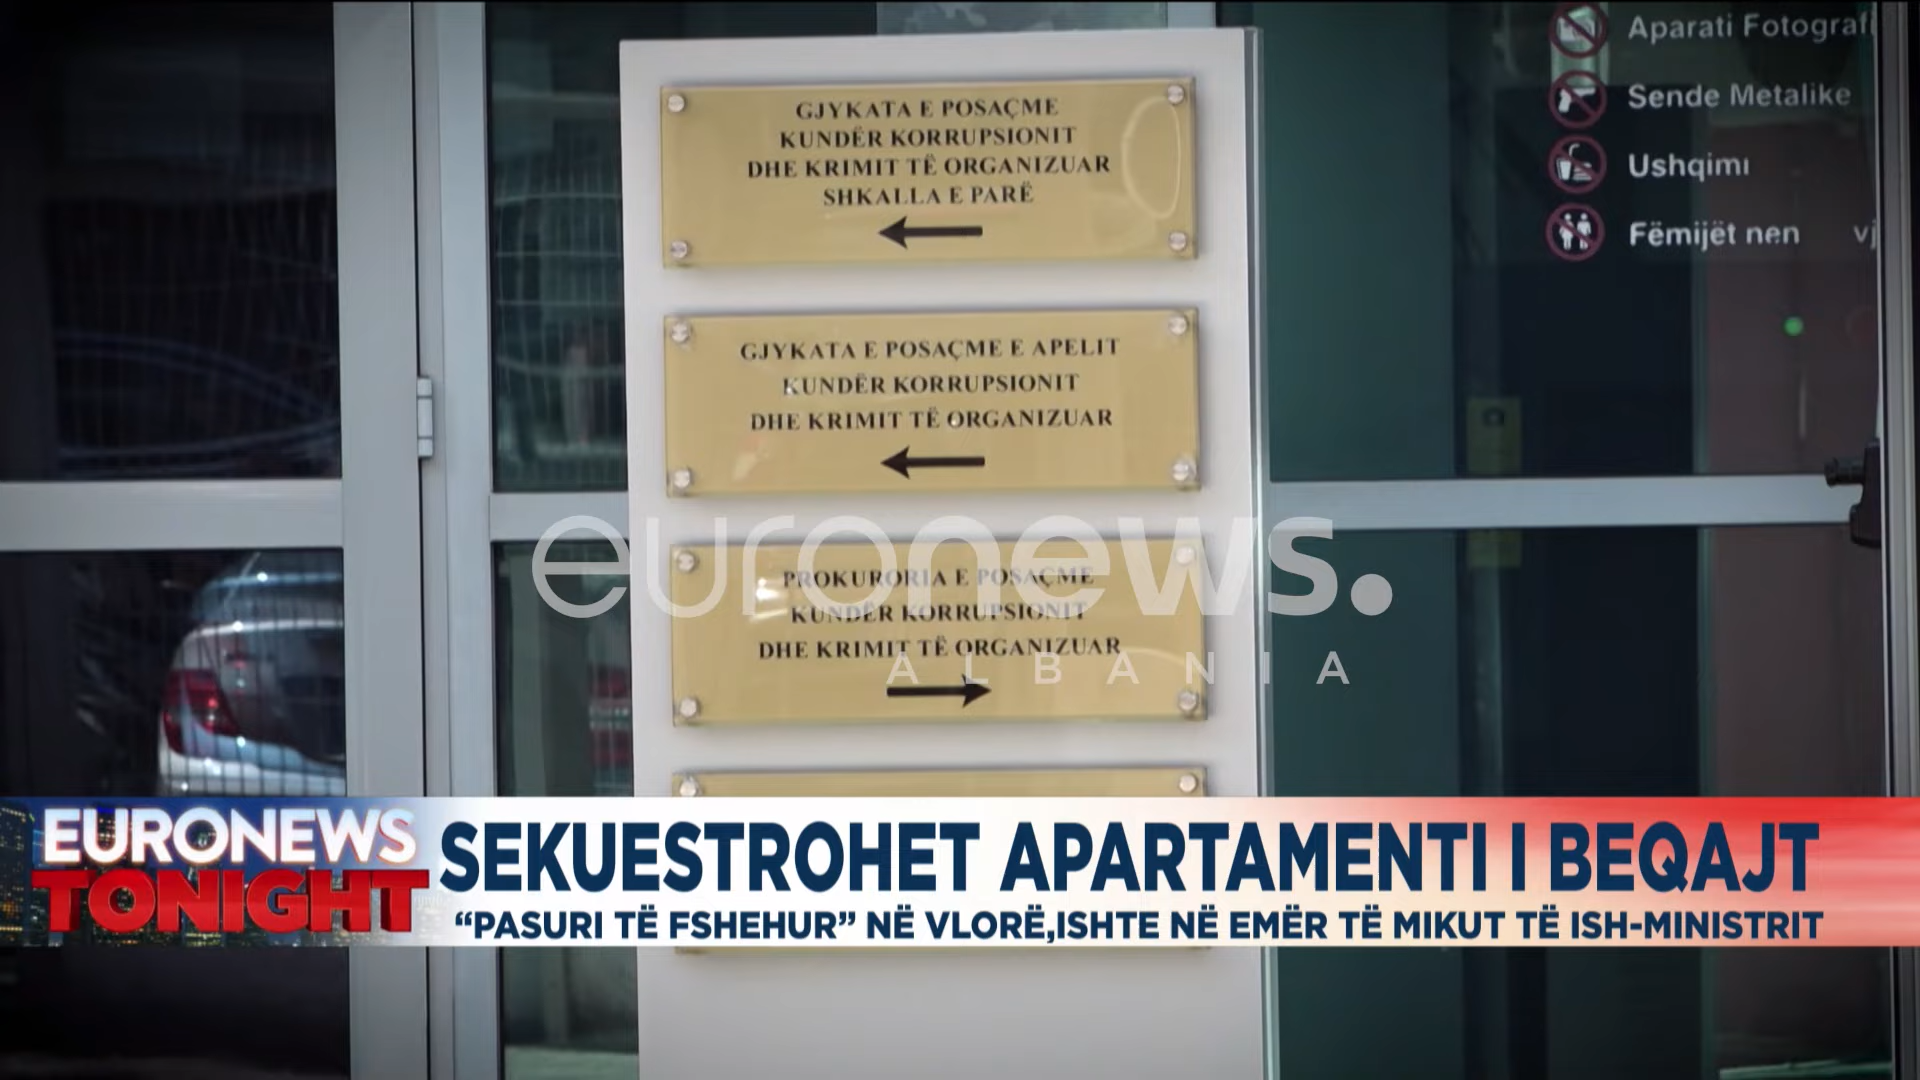 GJYKATA E POSAÇME
KUNDËR KORRUPSIONIT
DHE KRIMIT TË ORGANIZUAR
SHKALLA E PARË
GJYKATA E POSAÇME E APELIT
KUNDËR KORRUPSIONIT
DHE KRIMIT TË ORGANIZUAR
PROKURORIA E POSAÇME
KUNDËR KORRUPSIONIT
DHE KRIMIT TË ORGANIZUAR
Aparati Fotografi
Sende Metalike
Ushqimi
Fëmijët nen vj
euronews.
ALBANIA
EURONEWS
TONIGHT
SEKUESTROHET APARTAMENTI I BEQAJT
“PASURI TË FSHEHUR” NË VLORË,ISHTE NË EMËR TË MIKUT TË ISH-MINISTRIT